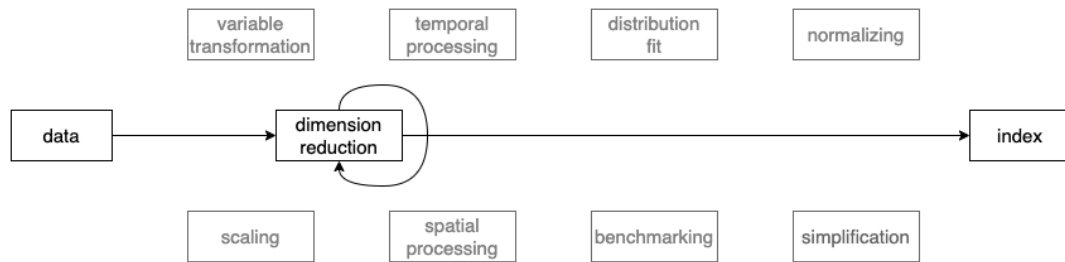 variable
transformation
temporal
processing
distribution
fit
normalizing
data
dimension
reduction
index
scaling
spatial
processing
benchmarking
simplification